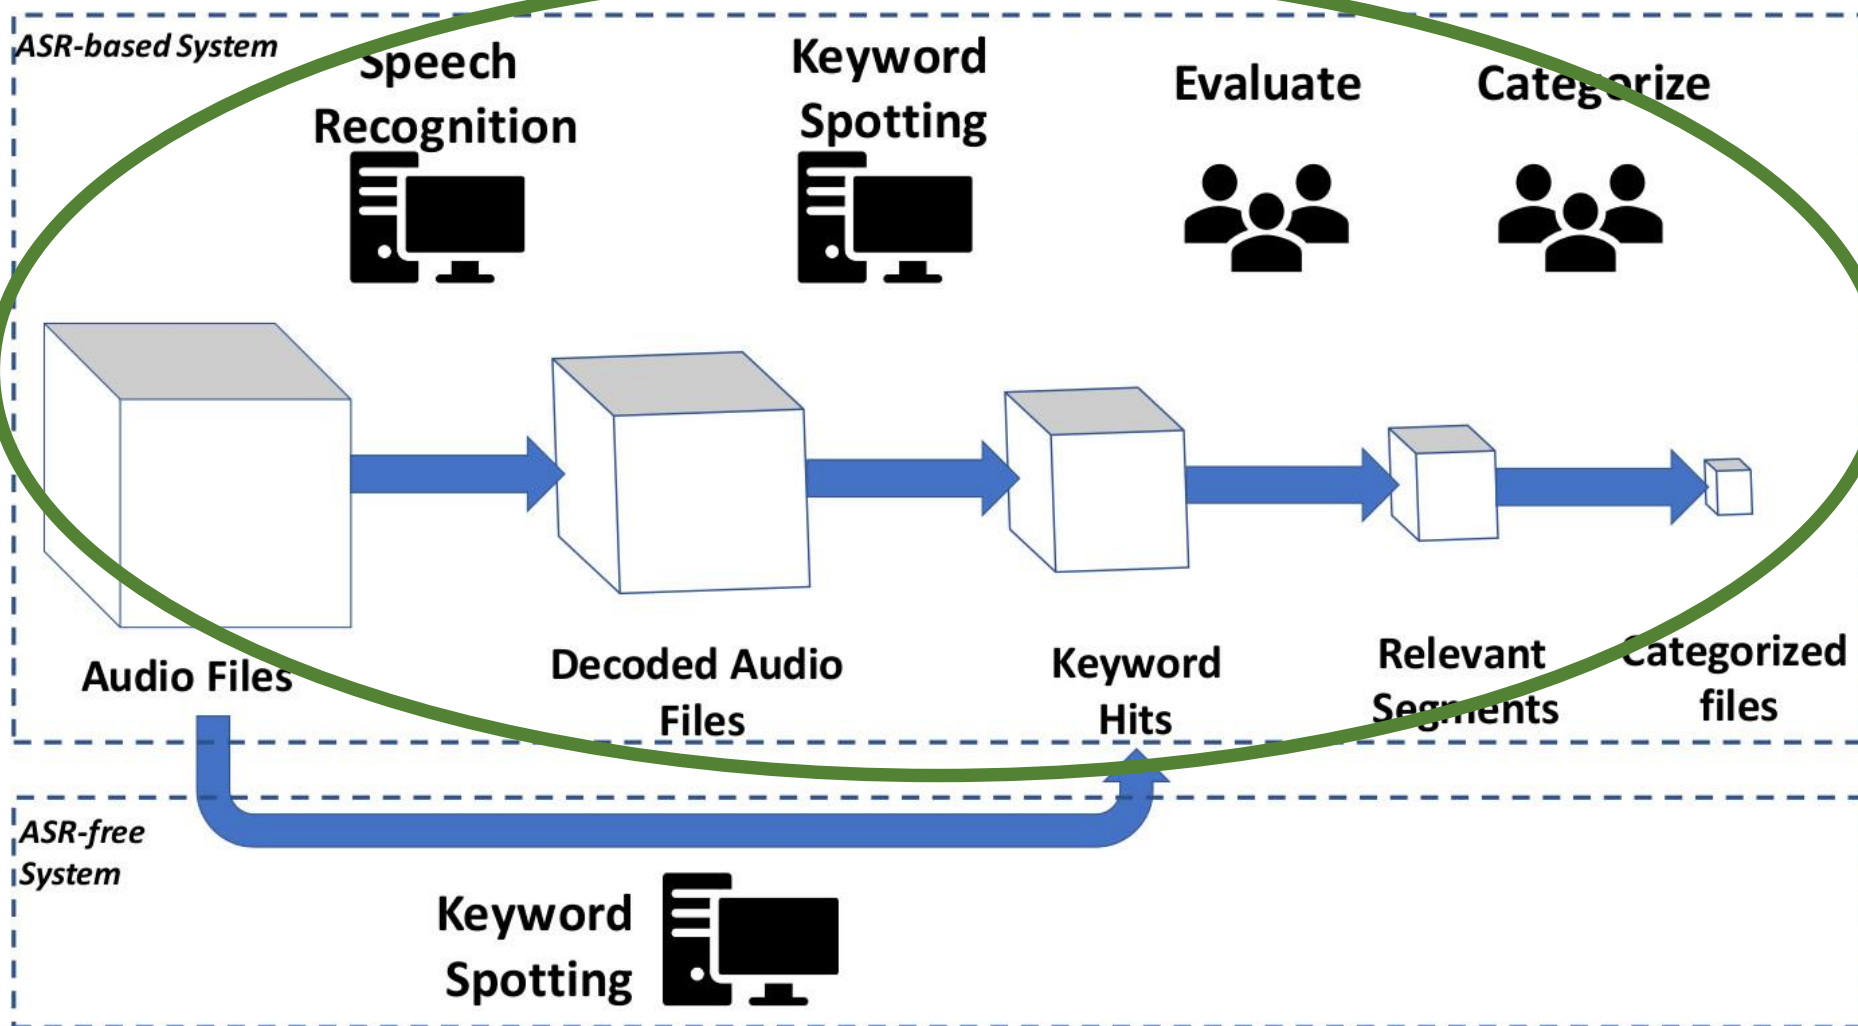 ASR-based System
Speech
Recognition
Keyword
Spotting
Evaluate
Categorize
Audio Files
Decoded Audio
Files
Keyword
Hits
Relevant
Segments
Categorized
files
ASR-free
System
Keyword
Spotting